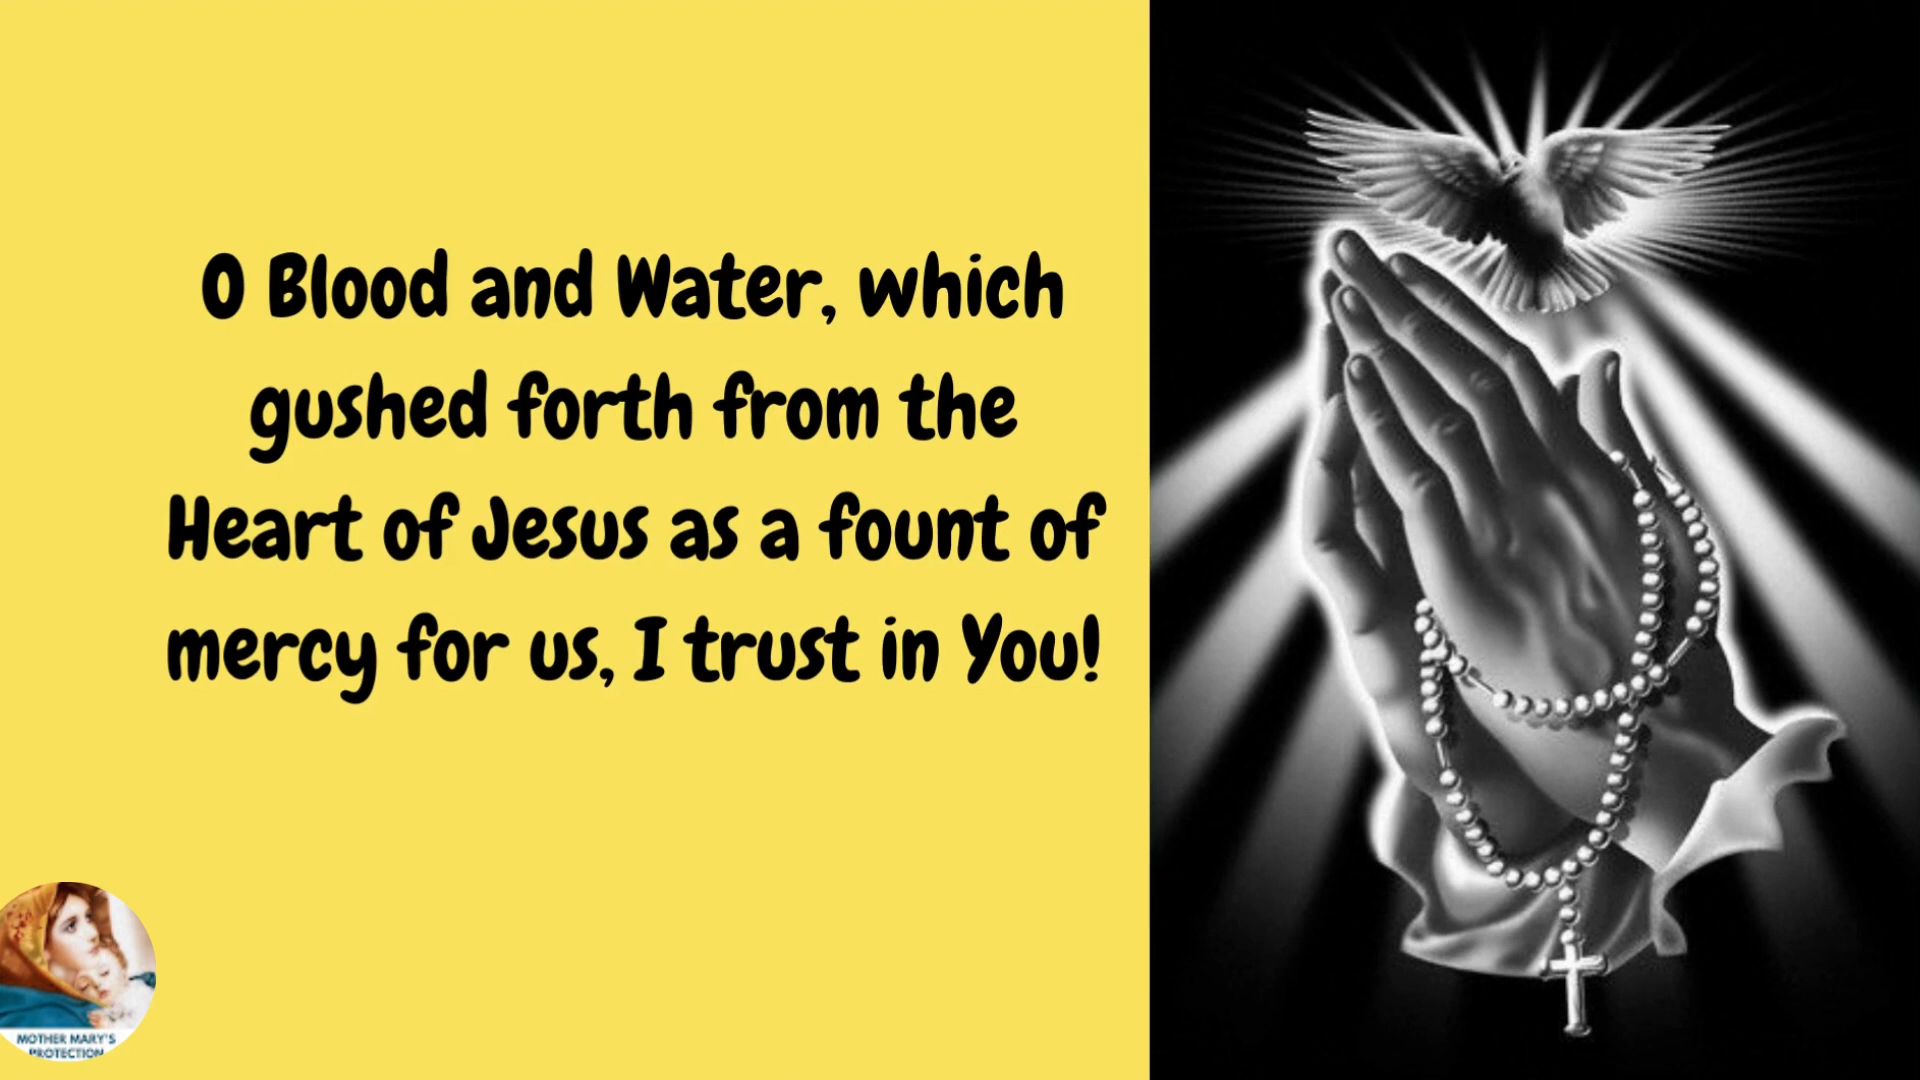 O Blood and Water, which
gushed forth from the
Heart of Jesus as a fount of
mercy for us, I trust in You!
MOTHER MARY'S
PROTECTION